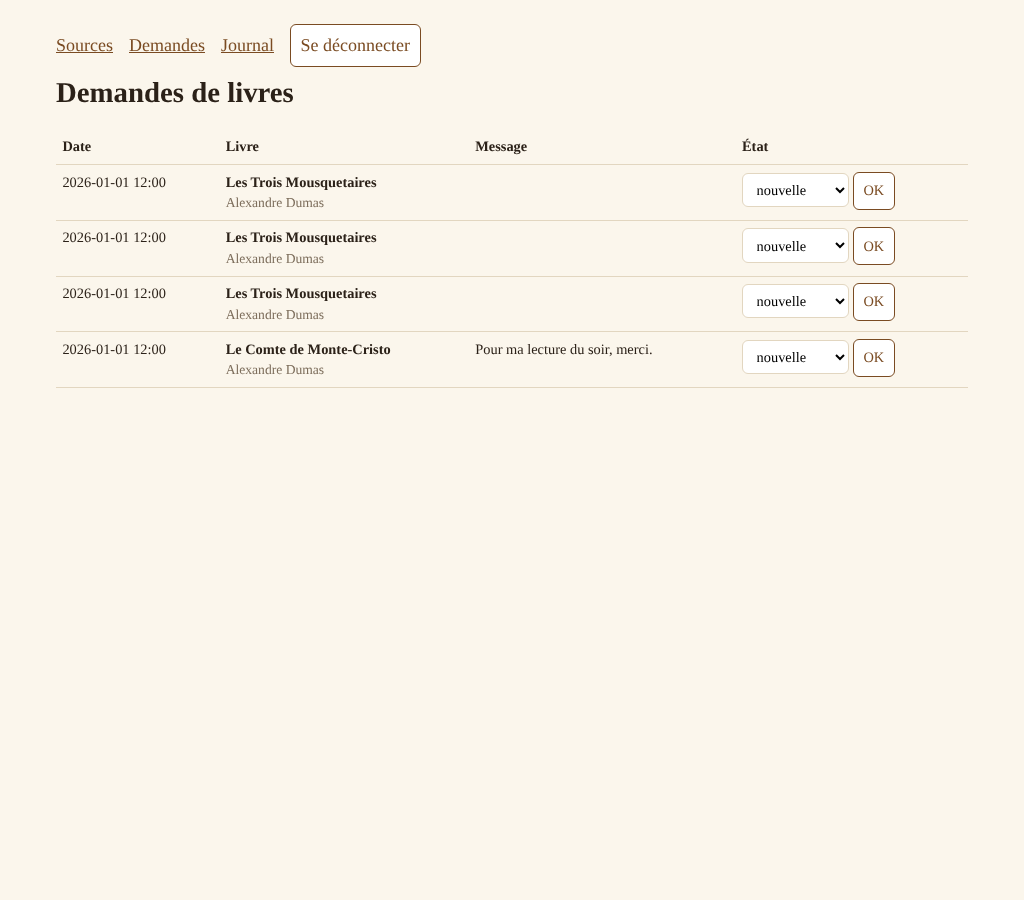 Sources Demandes Journal Se déconnecter
Demandes de livres
Date Livre Message État
2026-01-01 12:00 Les Trois Mousquetaires nouvelle OK
Alexandre Dumas
2026-01-01 12:00 Les Trois Mousquetaires nouvelle OK
Alexandre Dumas
2026-01-01 12:00 Les Trois Mousquetaires nouvelle OK
Alexandre Dumas
2026-01-01 12:00 Le Comte de Monte-Cristo Pour ma lecture du soir, merci. nouvelle OK
Alexandre Dumas